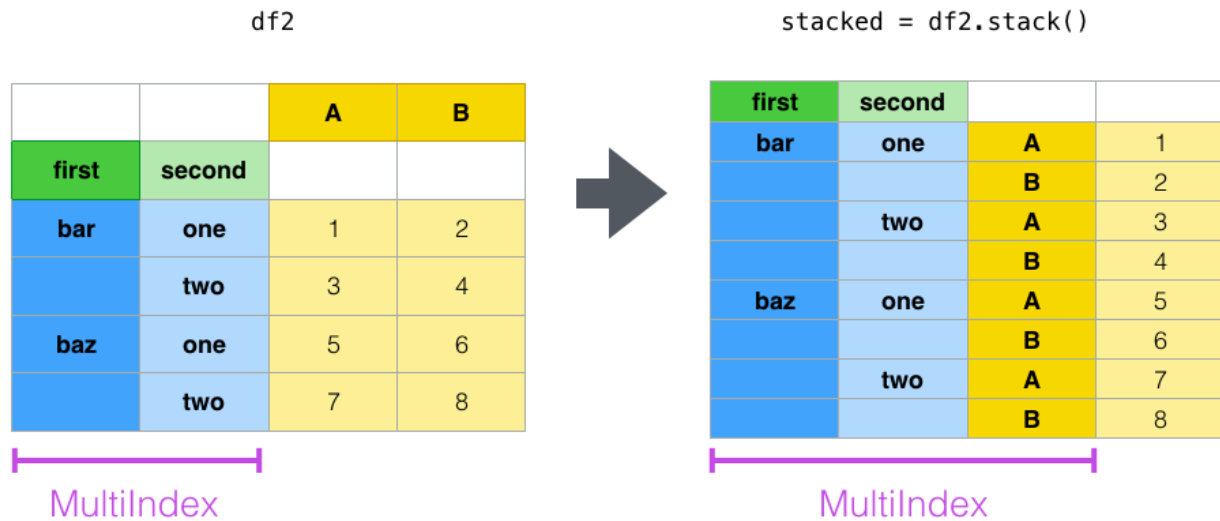 df2
stacked = df2.stack()
A B
first second
bar one 1 2
two 3 4
baz one 5 6
two 7 8
MultiIndex
first second
bar one A 1
B 2
two A 3
B 4
baz one A 5
B 6
two A 7
B 8
MultiIndex